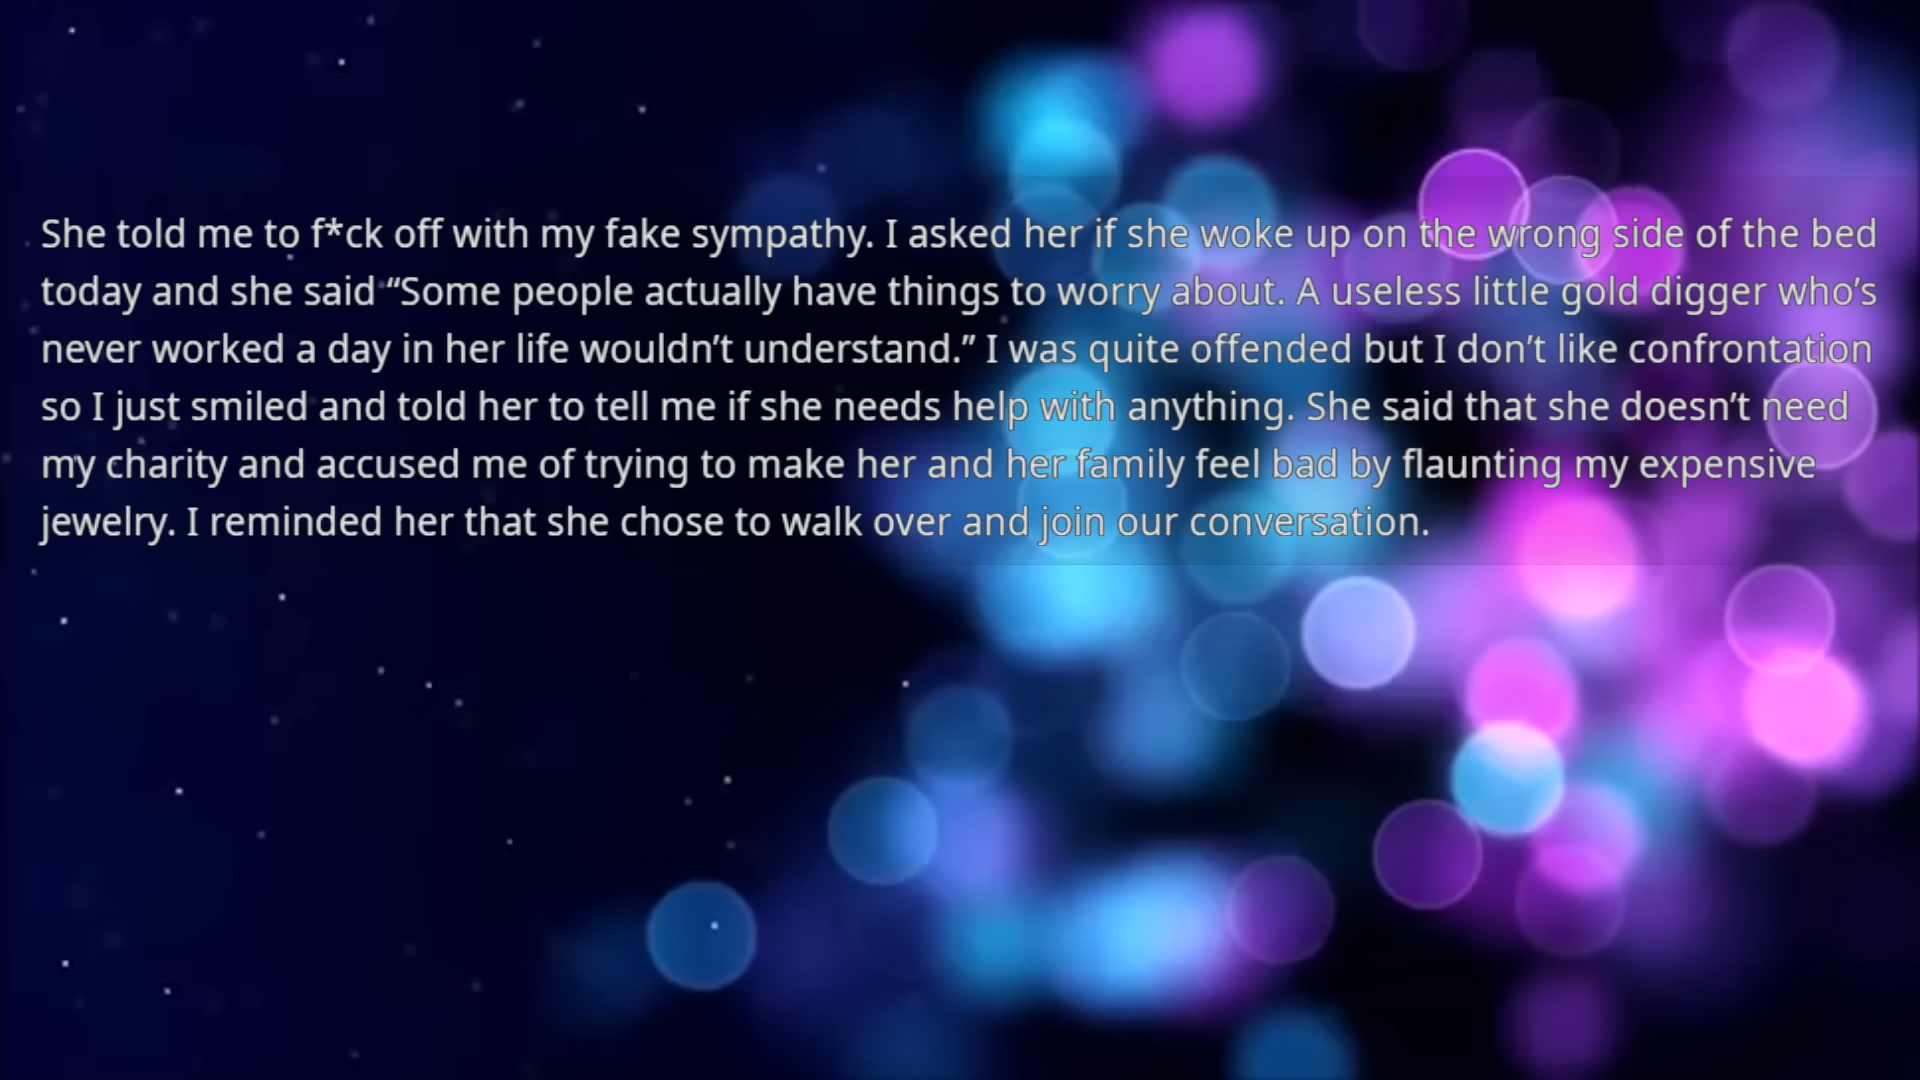 She told me to f*ck off with my fake sympathy. I asked her if she woke up on the wrong side of the bed
today and she said “Some people actually have things to worry about. A useless little gold digger who’s
never worked a day in her life wouldn’t understand.” I was quite offended but I don’t like confrontation
so I just smiled and told her to tell me if she needs help with anything. She said that she doesn’t need
my charity and accused me of trying to make her and her family feel bad by flaunting my expensive
jewelry. I reminded her that she chose to walk over and join our conversation.